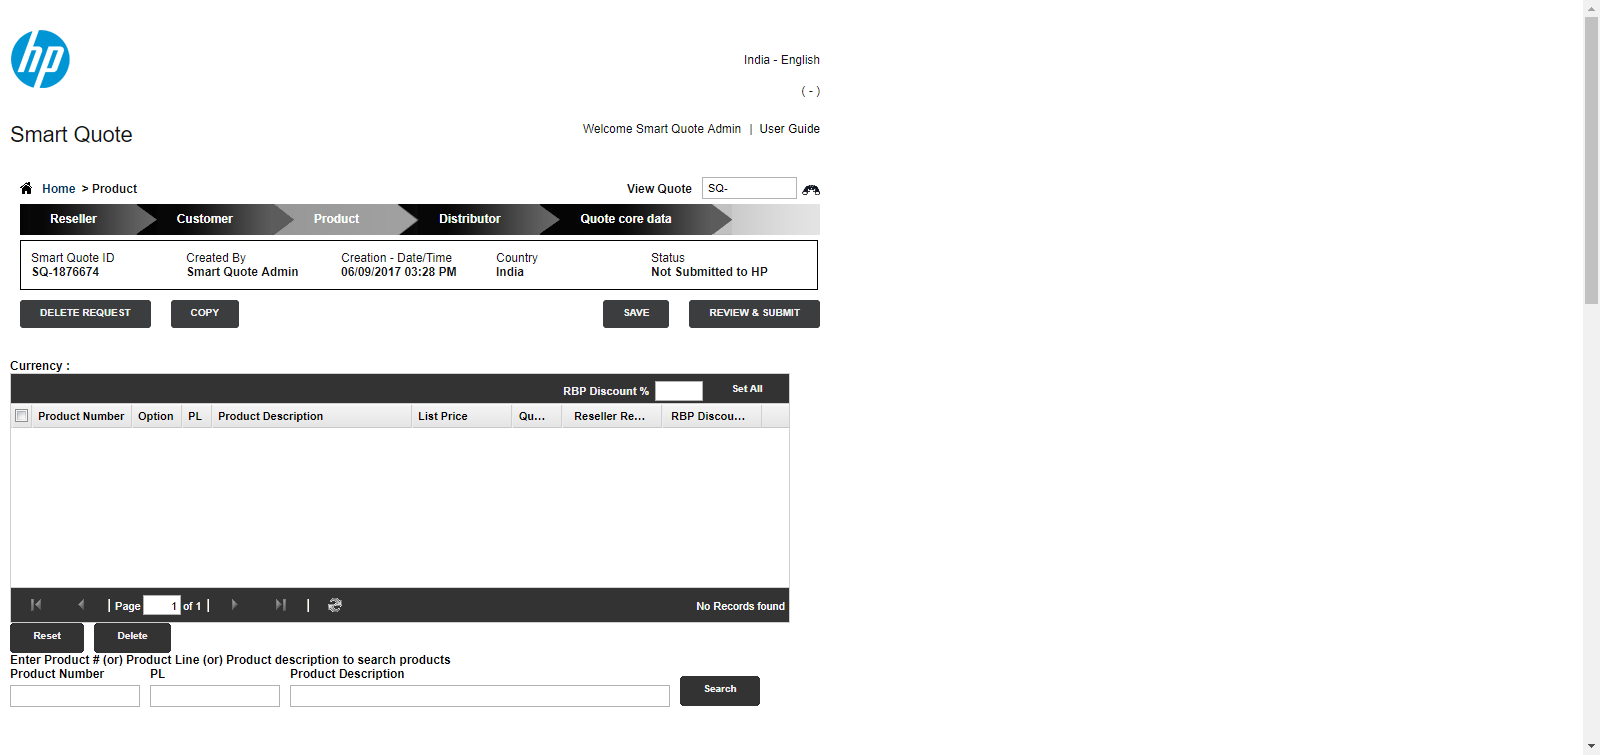 hp
India - English
( - )
Smart Quote
Welcome Smart Quote Admin | User Guide
Home > Product
View Quote SQ-
Reseller Customer Product Distributor Quote core data
Smart Quote ID Created By Creation - Date/Time Country Status
SQ-1876674 Smart Quote Admin 06/09/2017 03:28 PM India Not Submitted to HP
DELETE REQUEST COPY SAVE REVIEW & SUBMIT
Currency :
RBP Discount % Set All
Product Number Option PL Product Description List Price Qu... Reseller Re... RBP Discou...
| Page 1 of 1 | | No Records found
Reset Delete
Enter Product # (or) Product Line (or) Product description to search products
Product Number PL Product Description
Search